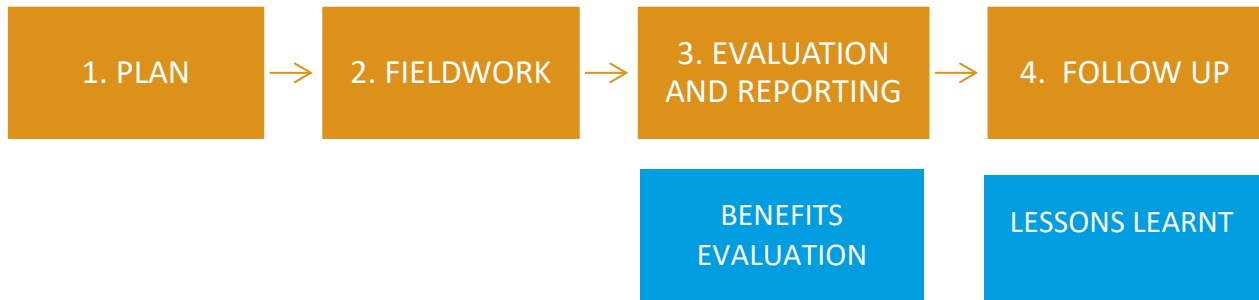 1. PLAN
2. FIELDWORK
3. EVALUATION
AND REPORTING
4. FOLLOW UP
BENEFITS
EVALUATION
LESSONS LEARNT